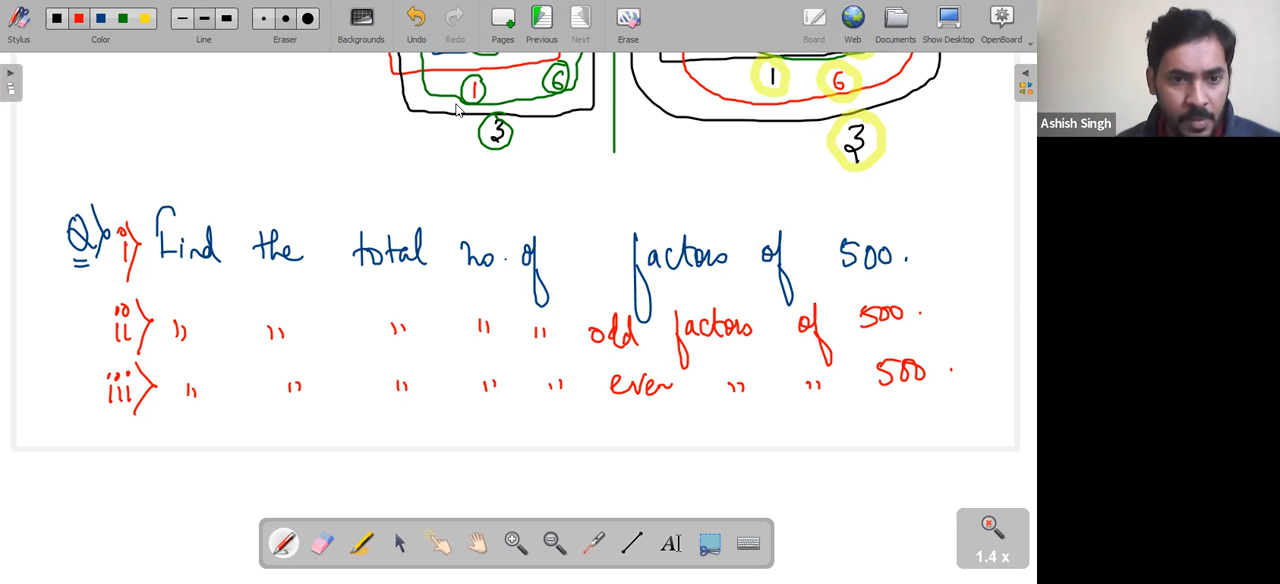 Stylus Color Line Eraser Backgrounds Undo Redo Pages Previous Next Erase Board Web Documents Show Desktop OpenBoard
Ashish Singh
1 6 1 6
3 3
Q) i) Find the total no. of factors of 500.
ii) " " " " " odd factors of 500.
iii) " " " " " even " " 500.
1.4 x